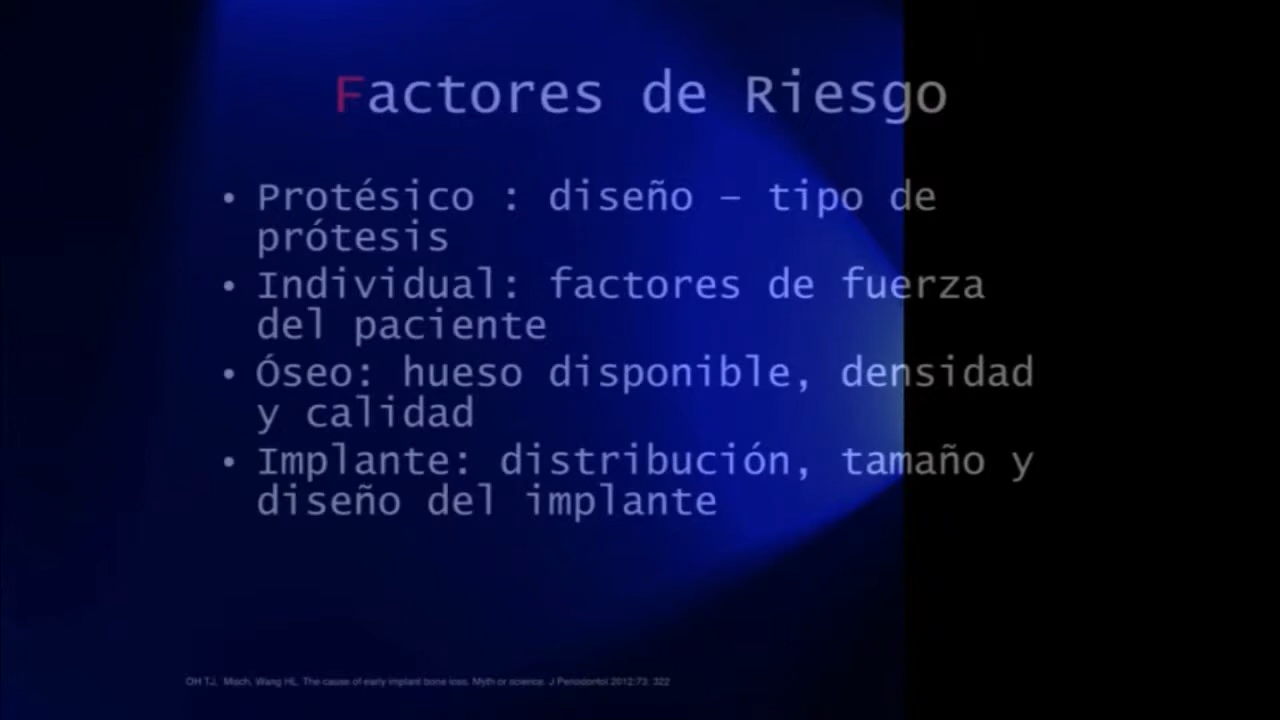 Factores de Riesgo
• Protésico : diseño – tipo de
prótesis
• Individual: factores de fuerza
del paciente
• Óseo: hueso disponible, densidad
y calidad
• Implante: distribución, tamaño y
diseño del implante
OH TJ, Misch, Wang HL. The cause of early implant bone loss. Myth or science. J Periodontol 2012;73: 322